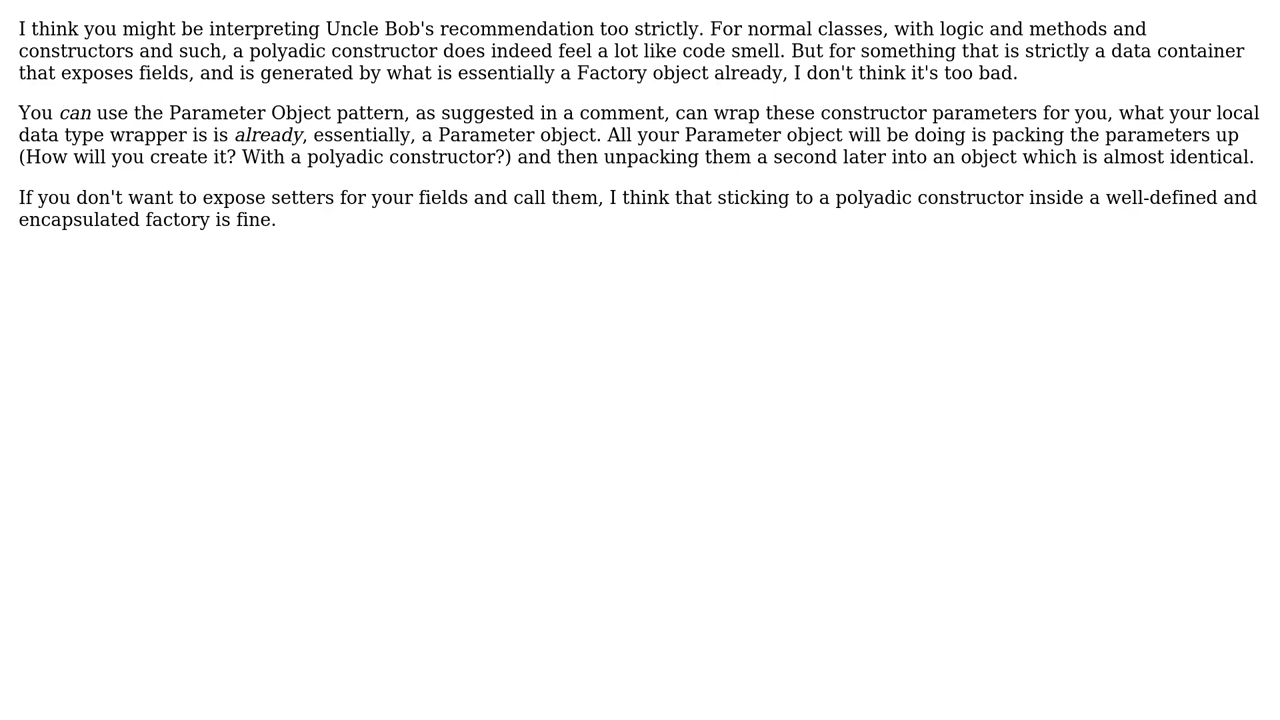 I think you might be interpreting Uncle Bob's recommendation too strictly. For normal classes, with logic and methods and
constructors and such, a polyadic constructor does indeed feel a lot like code smell. But for something that is strictly a data container
that exposes fields, and is generated by what is essentially a Factory object already, I don't think it's too bad.
You can use the Parameter Object pattern, as suggested in a comment, can wrap these constructor parameters for you, what your local
data type wrapper is is already, essentially, a Parameter object. All your Parameter object will be doing is packing the parameters up
(How will you create it? With a polyadic constructor?) and then unpacking them a second later into an object which is almost identical.
If you don't want to expose setters for your fields and call them, I think that sticking to a polyadic constructor inside a well-defined and
encapsulated factory is fine.